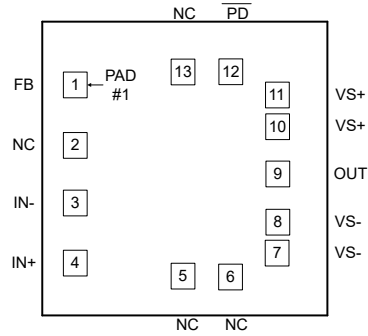 NC PD
FB 1 PAD #1 13 12
11 VS+
NC 2 10 VS+
9 OUT
IN- 3
8 VS-
IN+ 4 7 VS-
5 6
NC NC